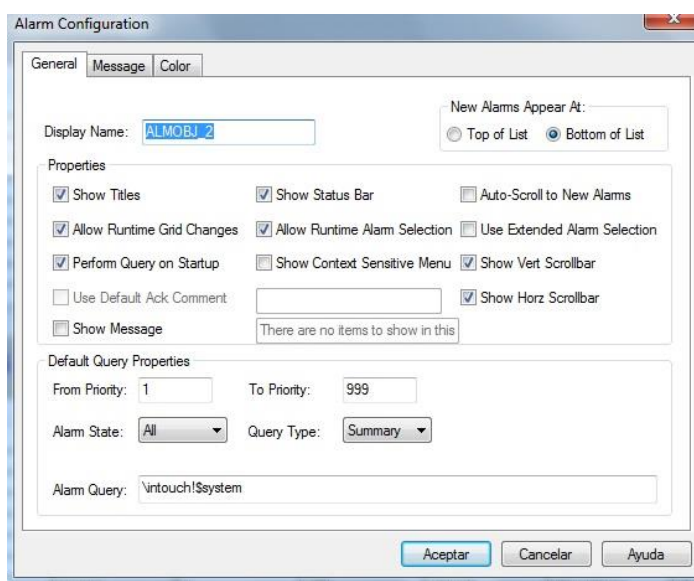 Alarm Configuration
General Message Color
New Alarms Appear At:
Display Name: ALMOBJ_2
Top of List Bottom of List
Properties
Show Titles Show Status Bar Auto-Scroll to New Alarms
Allow Runtime Grid Changes Allow Runtime Alarm Selection Use Extended Alarm Selection
Perform Query on Startup Show Context Sensitive Menu Show Vert Scrollbar
Use Default Ack Comment Show Horz Scrollbar
Show Message There are no items to show in this
Default Query Properties
From Priority: 1 To Priority: 999
Alarm State: All Query Type: Summary
Alarm Query: \intouch!$system
Aceptar Cancelar Ayuda